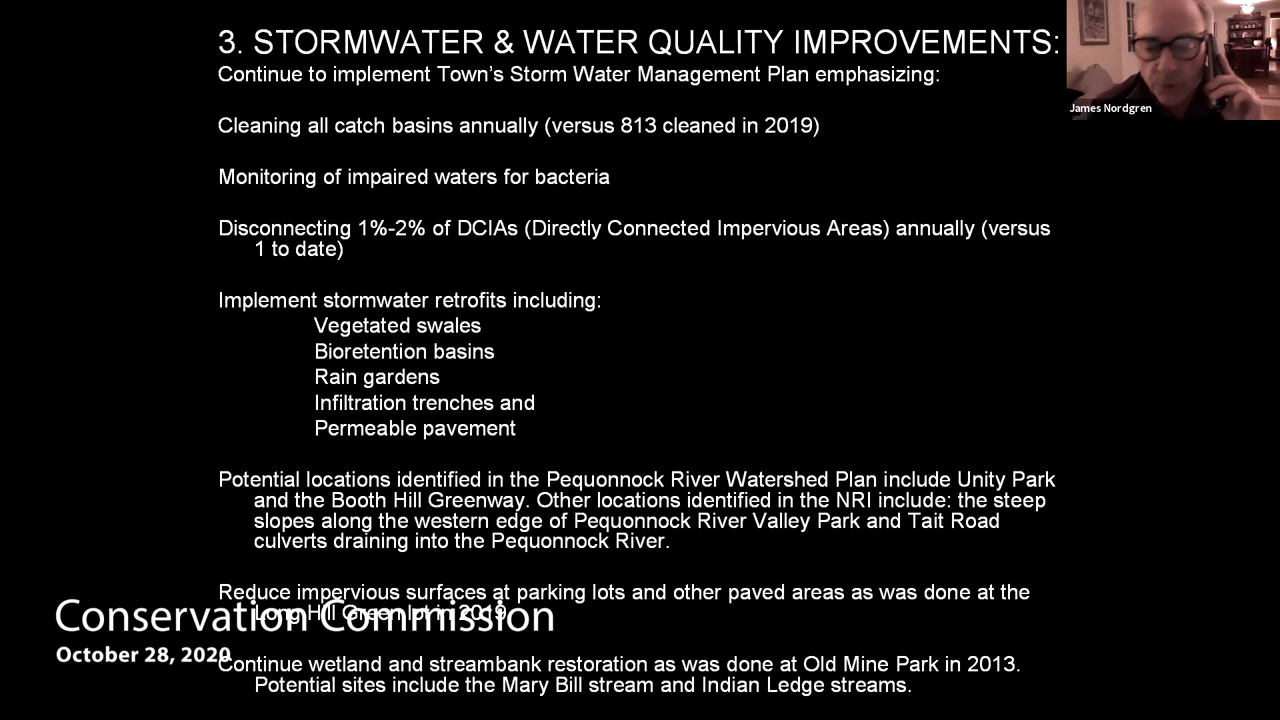 3. STORMWATER & WATER QUALITY IMPROVEMENTS:
Continue to implement Town's Storm Water Management Plan emphasizing:
James Nordgren
Cleaning all catch basins annually (versus 813 cleaned in 2019)
Monitoring of impaired waters for bacteria
Disconnecting 1%-2% of DCIAs (Directly Connected Impervious Areas) annually (versus
1 to date)
Implement stormwater retrofits including:
Vegetated swales
Bioretention basins
Rain gardens
Infiltration trenches and
Permeable pavement
Potential locations identified in the Pequonnock River Watershed Plan include Unity Park
and the Booth Hill Greenway. Other locations identified in the NRI include: the steep
slopes along the western edge of Pequonnock River Valley Park and Tait Road
culverts draining into the Pequonnock River.
Reduce impervious surfaces at parking lots and other paved areas as was done at the
Long Hill Green lot in 2019.
Conservation Commission
October 28, 2020
Continue wetland and streambank restoration as was done at Old Mine Park in 2013.
Potential sites include the Mary Bill stream and Indian Ledge streams.